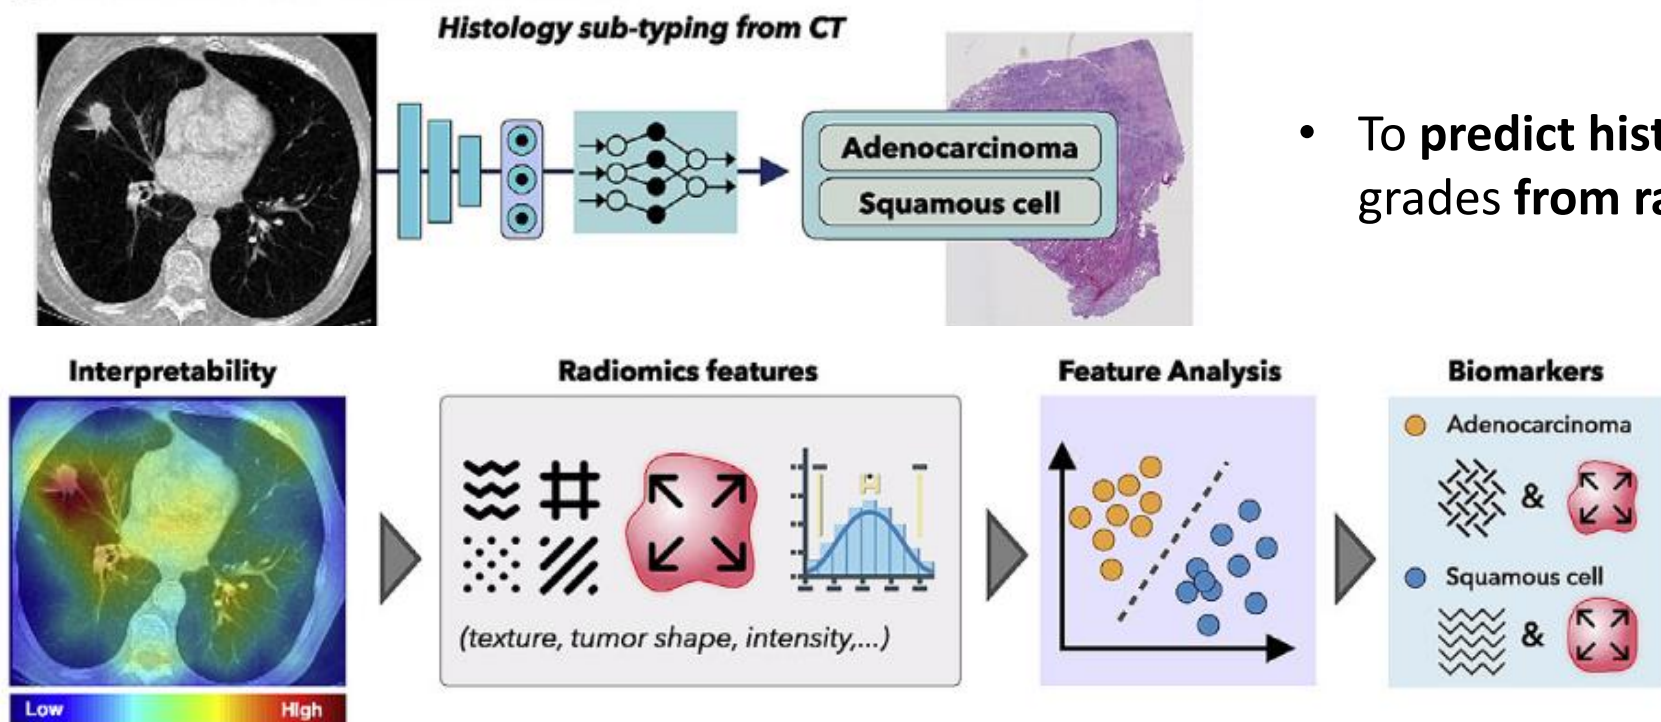 Histology sub-typing from CT
Adenocarcinoma
Squamous cell
• To predict hist
grades from ra
Interpretability
Radiomics features
Feature Analysis
Biomarkers
(texture, tumor shape, intensity,...)
Adenocarcinoma
&
Squamous cell
&
Low
High